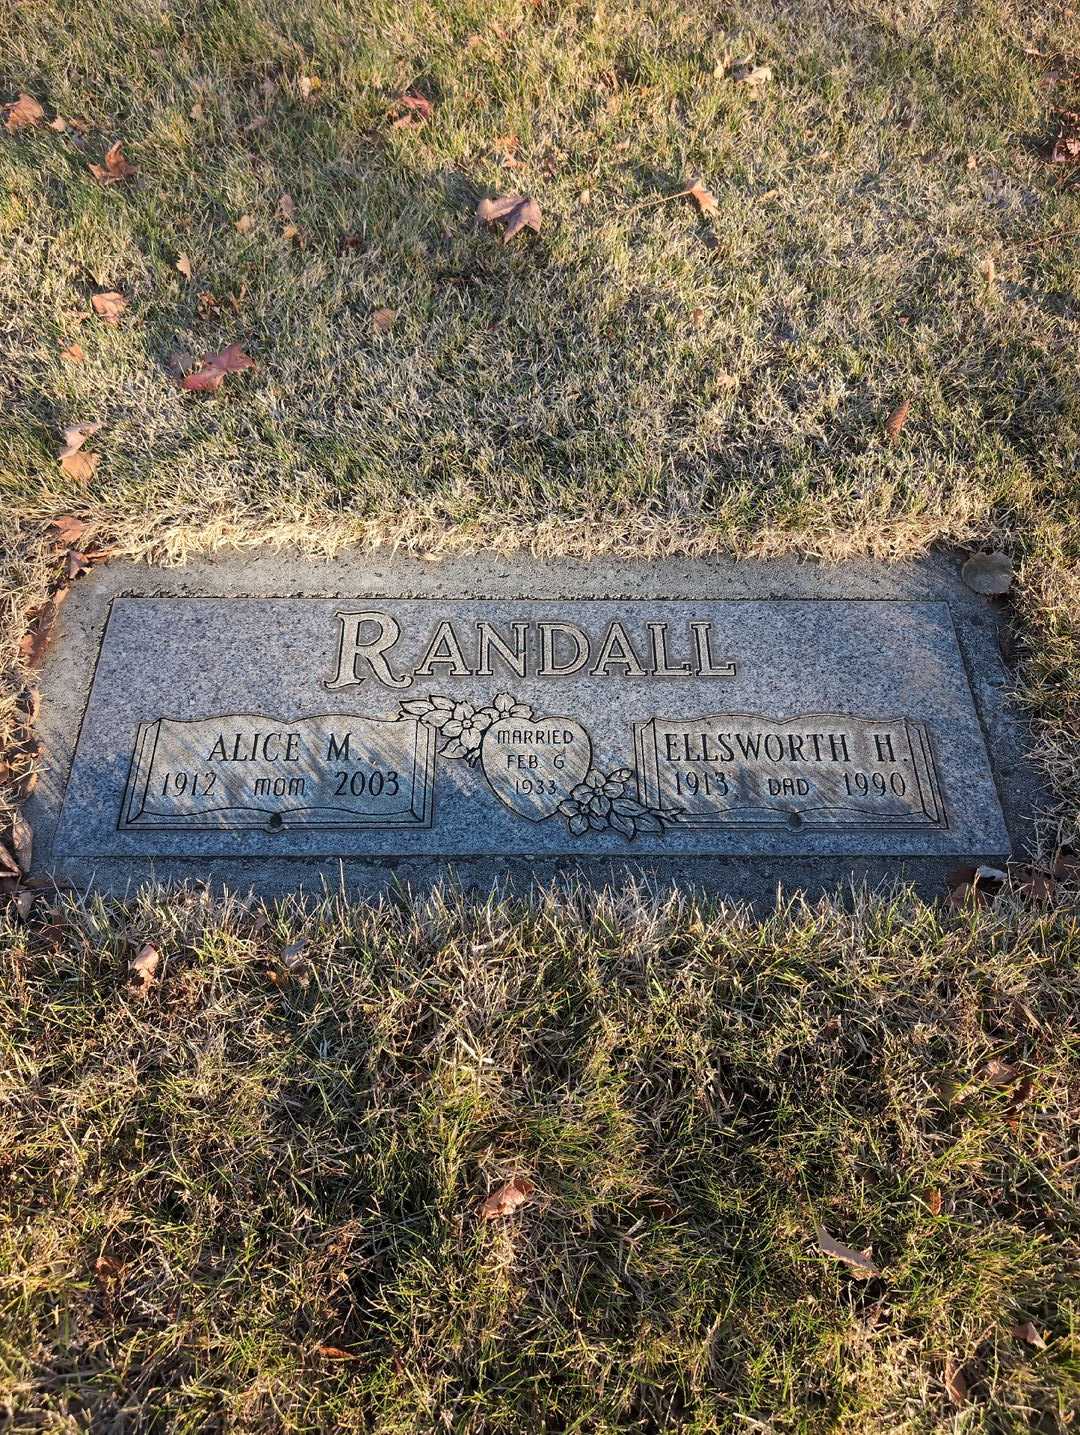 RANDALL
ALICE M.
1912 MOM 2003
MARRIED
FEB 6
1933
ELLSWORTH H.
1913 DAD 1990